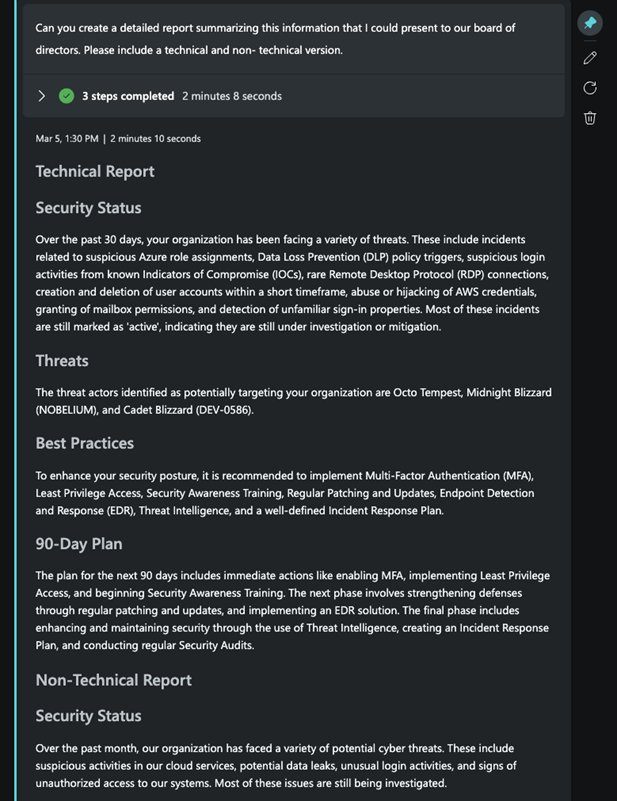 Can you create a detailed report summarizing this information that I could present to our board of
directors. Please include a technical and non- technical version.
3 steps completed 2 minutes 8 seconds
Mar 5, 1:30 PM | 2 minutes 10 seconds
Technical Report
Security Status
Over the past 30 days, your organization has been facing a variety of threats. These include incidents
related to suspicious Azure role assignments, Data Loss Prevention (DLP) policy triggers, suspicious login
activities from known Indicators of Compromise (IOCs), rare Remote Desktop Protocol (RDP) connections,
creation and deletion of user accounts within a short timeframe, abuse or hijacking of AWS credentials,
granting of mailbox permissions, and detection of unfamiliar sign-in properties. Most of these incidents
are still marked as 'active', indicating they are still under investigation or mitigation.
Threats
The threat actors identified as potentially targeting your organization are Octo Tempest, Midnight Blizzard
(NOBELIUM), and Cadet Blizzard (DEV-0586).
Best Practices
To enhance your security posture, it is recommended to implement Multi-Factor Authentication (MFA),
Least Privilege Access, Security Awareness Training, Regular Patching and Updates, Endpoint Detection
and Response (EDR), Threat Intelligence, and a well-defined Incident Response Plan.
90-Day Plan
The plan for the next 90 days includes immediate actions like enabling MFA, implementing Least Privilege
Access, and beginning Security Awareness Training. The next phase involves strengthening defenses
through regular patching and updates, and implementing an EDR solution. The final phase includes
enhancing and maintaining security through the use of Threat Intelligence, creating an Incident Response
Plan, and conducting regular Security Audits.
Non-Technical Report
Security Status
Over the past month, our organization has faced a variety of potential cyber threats. These include
suspicious activities in our cloud services, potential data leaks, unusual login activities, and signs of
unauthorized access to our systems. Most of these issues are still being investigated.